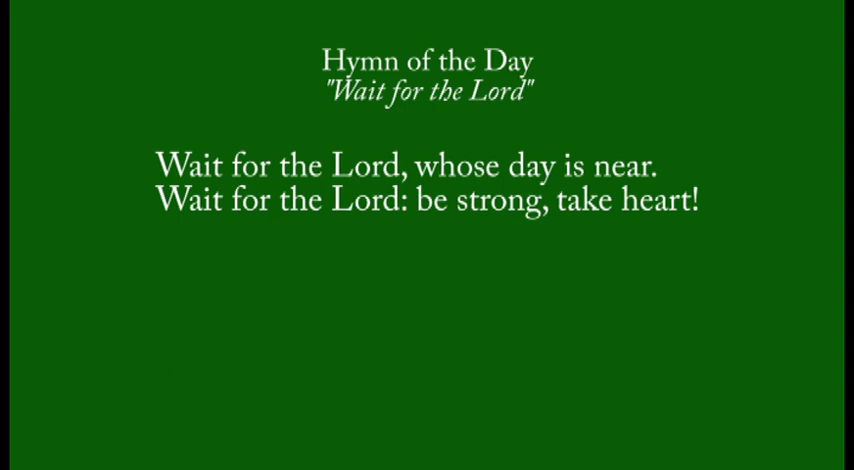 Hymn of the Day
"Wait for the Lord"
Wait for the Lord, whose day is near.
Wait for the Lord: be strong, take heart!